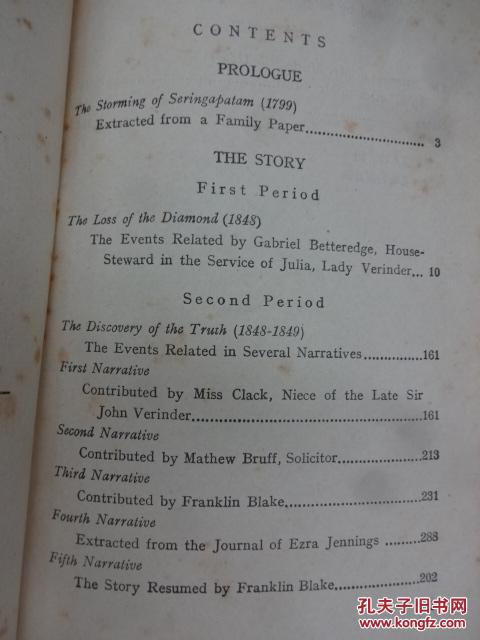 CONTENTS
PROLOGUE
The Storming of Seringapatam (1799)
Extracted from a Family Paper.............................. 3
THE STORY
First Period
The Loss of the Diamond (1848)
The Events Related by Gabriel Betteredge, House-
Steward in the Service of Julia, Lady Verinder... 10
Second Period
The Discovery of the Truth (1848-1849)
The Events Related in Several Narratives...............161
First Narrative
Contributed by Miss Clack, Niece of the Late Sir
John Verinder.............................................161
Second Narrative
Contributed by Mathew Bruff, Solicitor...................213
Third Narrative
Contributed by Franklin Blake..............................231
Fourth Narrative
Extracted from the Journal of Ezra Jennings ........288
Fifth Narrative
The Story Resumed by Franklin Blake...................202
孔夫子旧书网
www.kongfz.com